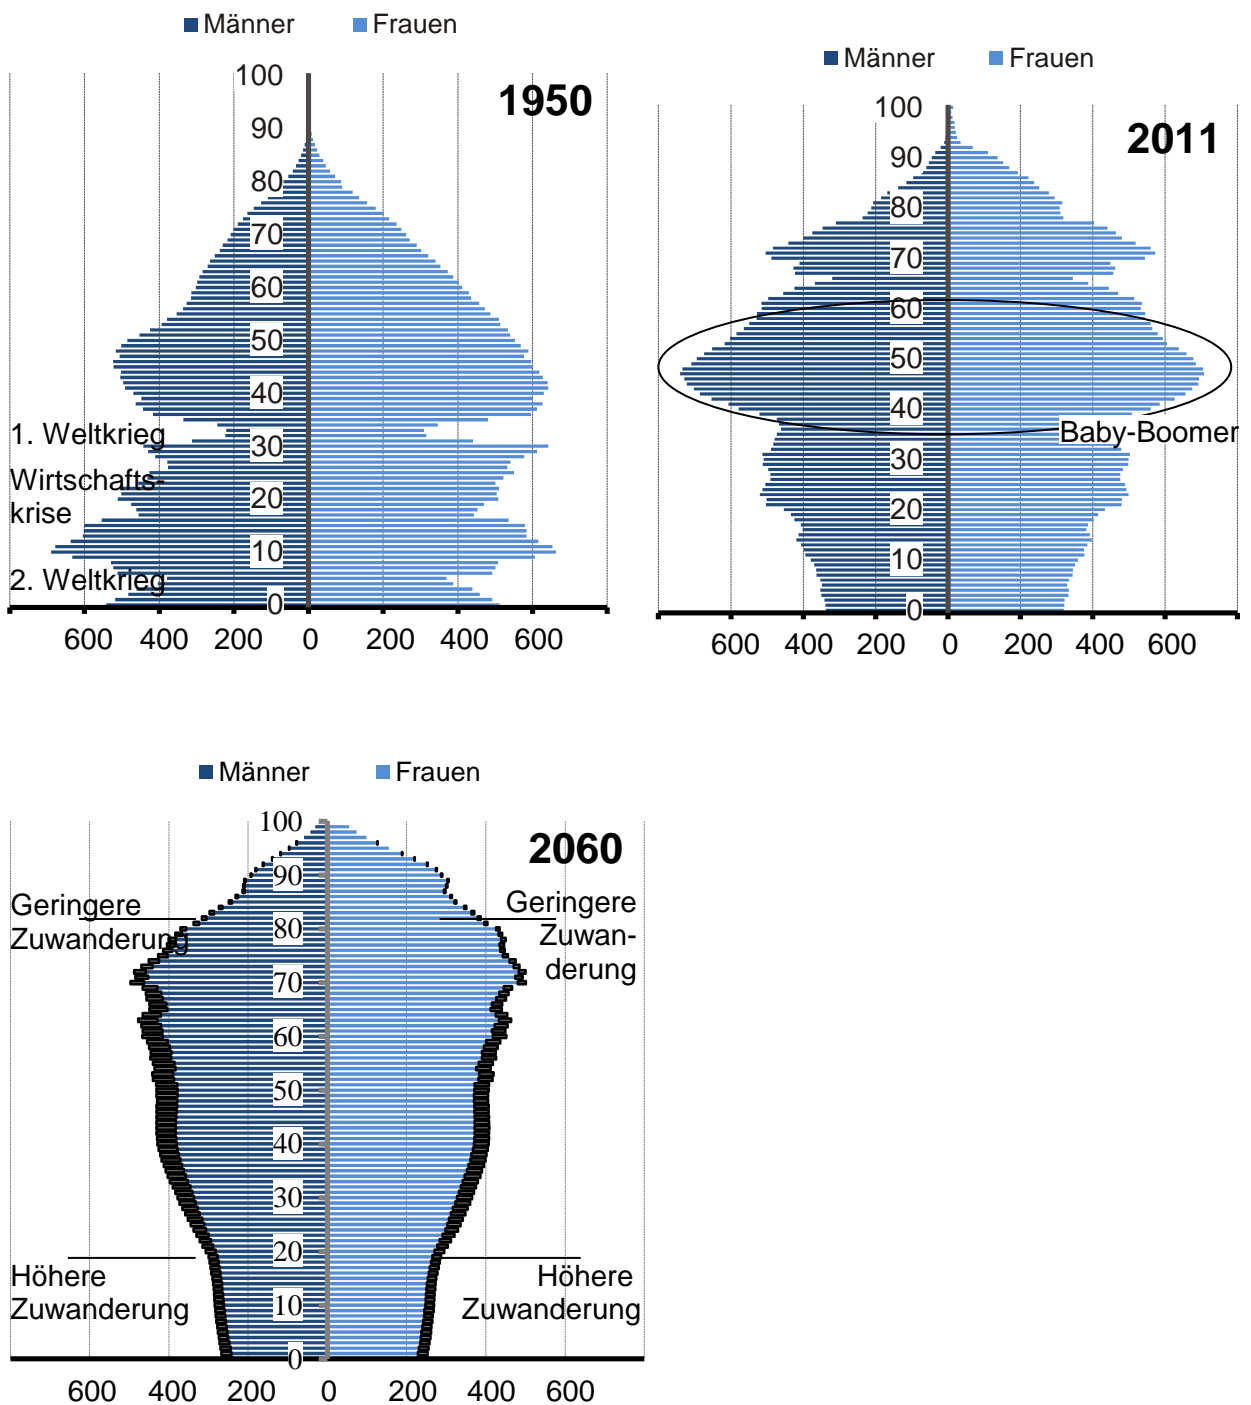 Männer Frauen
1950
100
90
80
70
60
50
40
30
20
10
0
1. Weltkrieg
Wirtschafts-
krise
2. Weltkrieg
600 400 200 0 200 400 600
Männer Frauen
2011
100
90
80
70
60
50
40
30
20
10
0
Baby-Boomer
600 400 200 0 200 400 600
Männer Frauen
2060
100
90
80
70
60
50
40
30
20
10
0
Geringere
Zuwanderung
Geringere
Zuwan-
derung
Höhere
Zuwanderung
Höhere
Zuwanderung
600 400 200 0 200 400 600